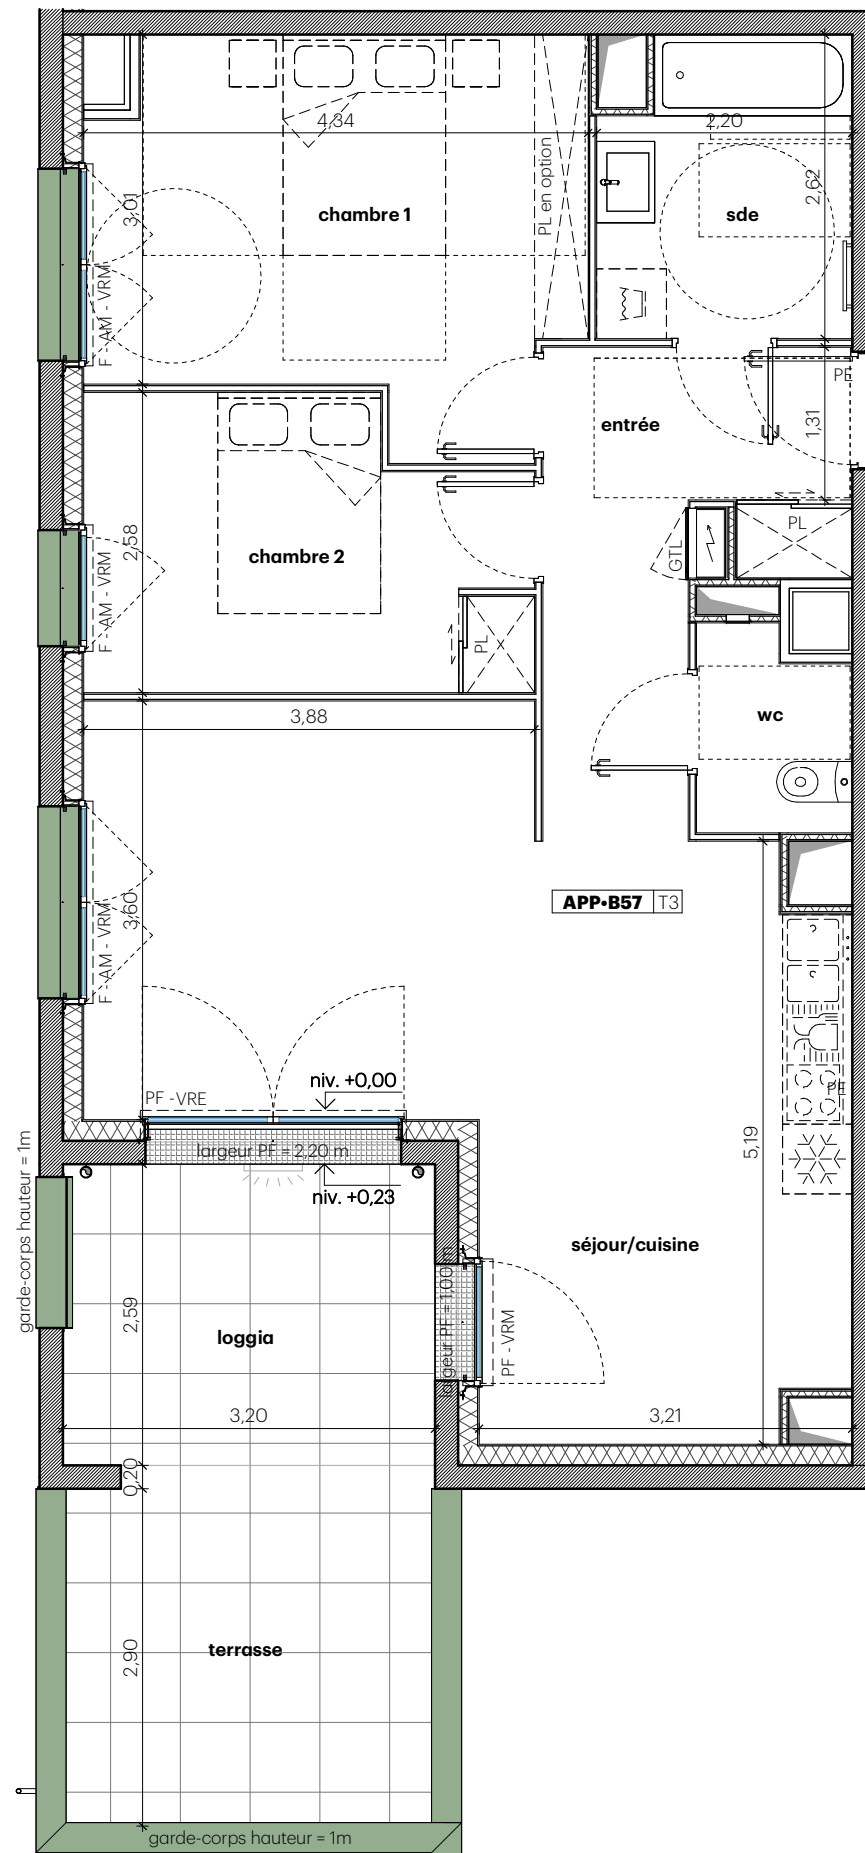 4,34
2,20
PL en option
3,01
chambre 1
sde
2,62
F - AM - VRM
PE
entrée
1,31
2,58
chambre 2
F - AM - VRM
GTL
PL
PL
wc
3,88
APP•B57 T3
3,60
F - AM - VRM
niv. +0,00
PF -VRE
PE
largeur PF = 2,20 m
5,19
niv. +0,23
garde-corps hauteur = 1m
séjour/cuisine
largeur PF = 1,00 m
2,59
loggia
PF - VRM
3,20
3,21
0,20
terrasse
2,90
garde-corps hauteur = 1m